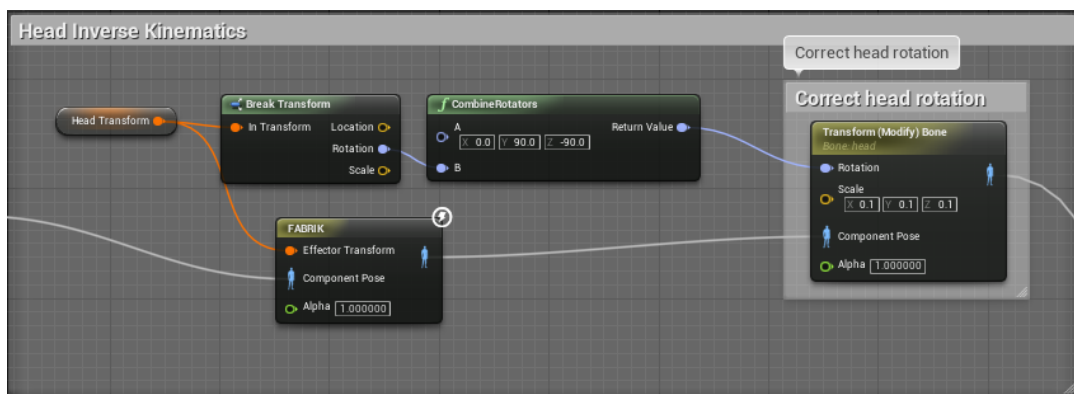 Head Inverse Kinematics
Correct head rotation
Correct head rotation
Head Transform
Break Transform
In Transform Location
Rotation
Scale
CombineRotators
A Return Value
X 0.0 Y 90.0 Z -90.0
B
Transform (Modify) Bone
Bone: head
Rotation
Scale
X 0.1 Y 0.1 Z 0.1
Component Pose
Alpha 1.000000
FABRIK
Effector Transform
Component Pose
Alpha 1.000000